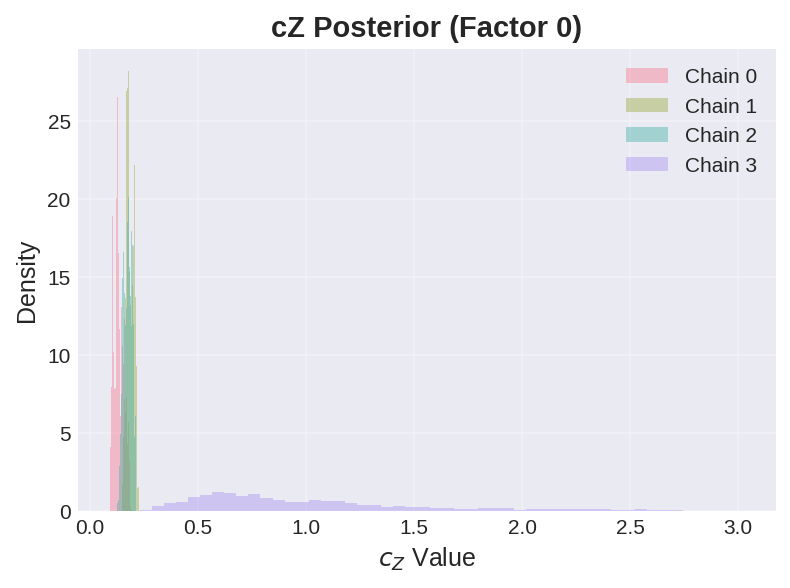 cZ Posterior (Factor 0)
Chain 0
Chain 1
Chain 2
Chain 3
Density
25
20
15
10
5
0
0.0 0.5 1.0 1.5 2.0 2.5 3.0
c_Z Value